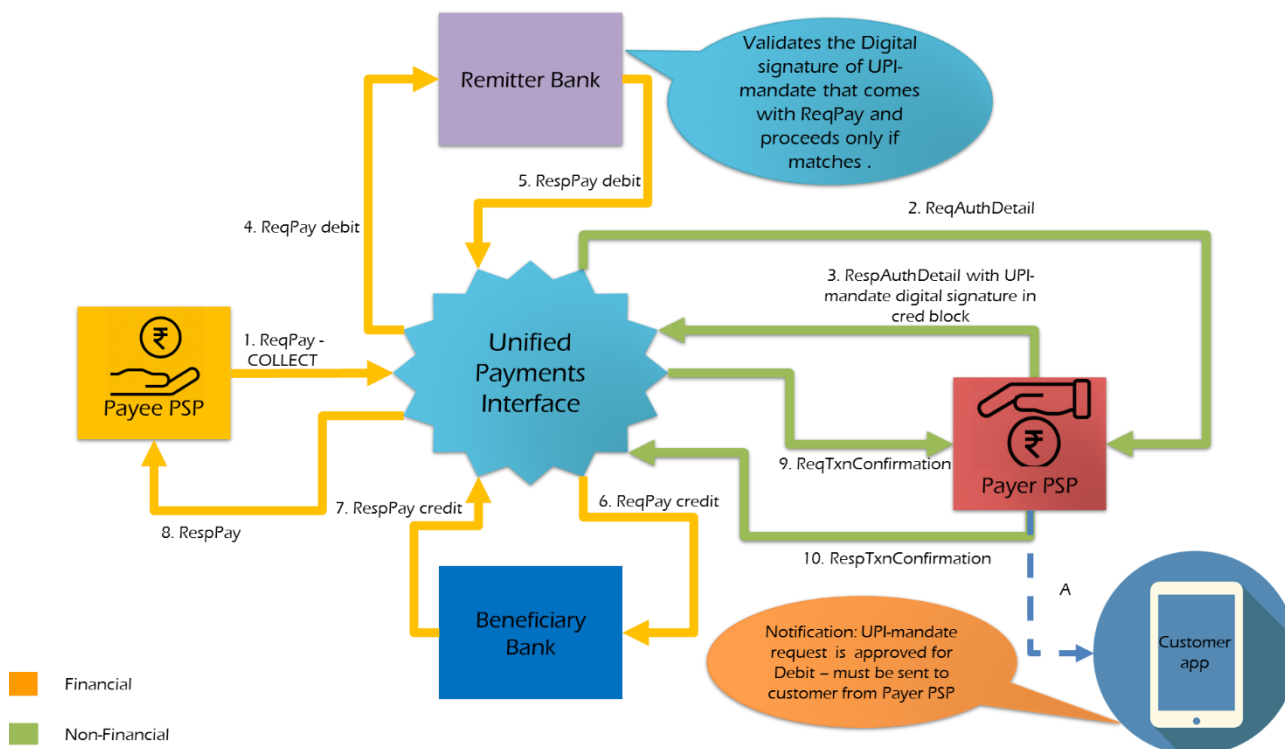 Remitter Bank
Validates the Digital
signature of UPI-
mandate that comes
with ReqPay and
proceeds only if
matches .
5. RespPay debit
4. ReqPay debit
2. ReqAuthDetail
3. RespAuthDetail with UPI-
mandate digital signature in
cred block
1. ReqPay -
COLLECT
₹
Payee PSP
Unified
Payments
Interface
₹
Payer PSP
9. ReqTxnConfirmation
8. RespPay
7. RespPay credit
6. ReqPay credit
10. RespTxnConfirmation
A
Beneficiary
Bank
Notification: UPI-mandate
request is approved for
Debit – must be sent to
customer from Payer PSP
Customer
app
Financial
Non-Financial